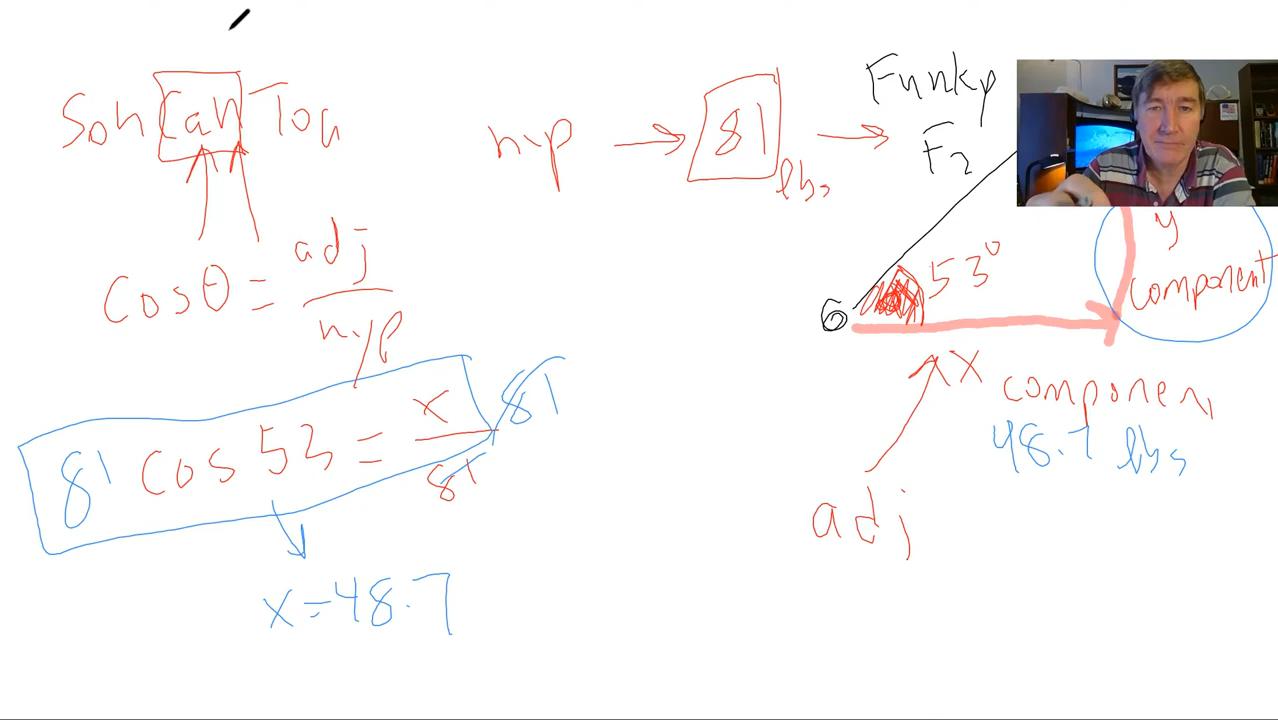 Soh Cah Toa
hyp → 81 lbs →
Funky
F2
cosθ = adj
hyp
53°
y
component
81 cos 53 = x 81
81
x component
48.7 lbs
adj
x = 48.7